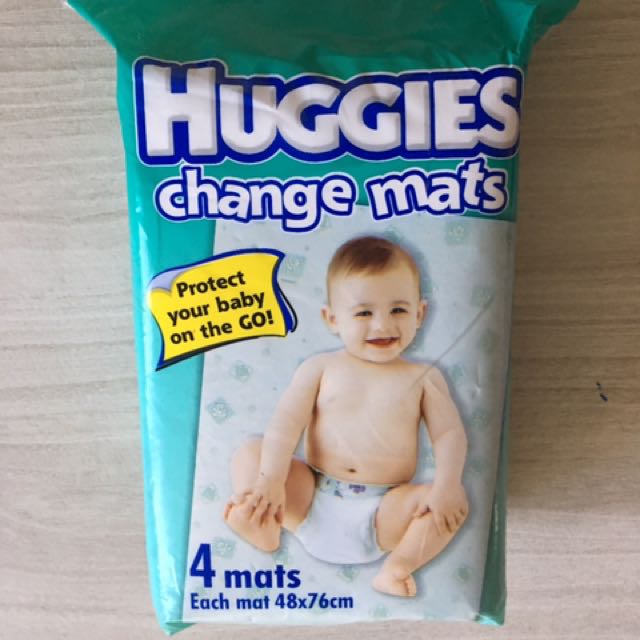 HUGGIES
change mats
Protect
your baby
on the GO!
4 mats
Each mat 48x76cm